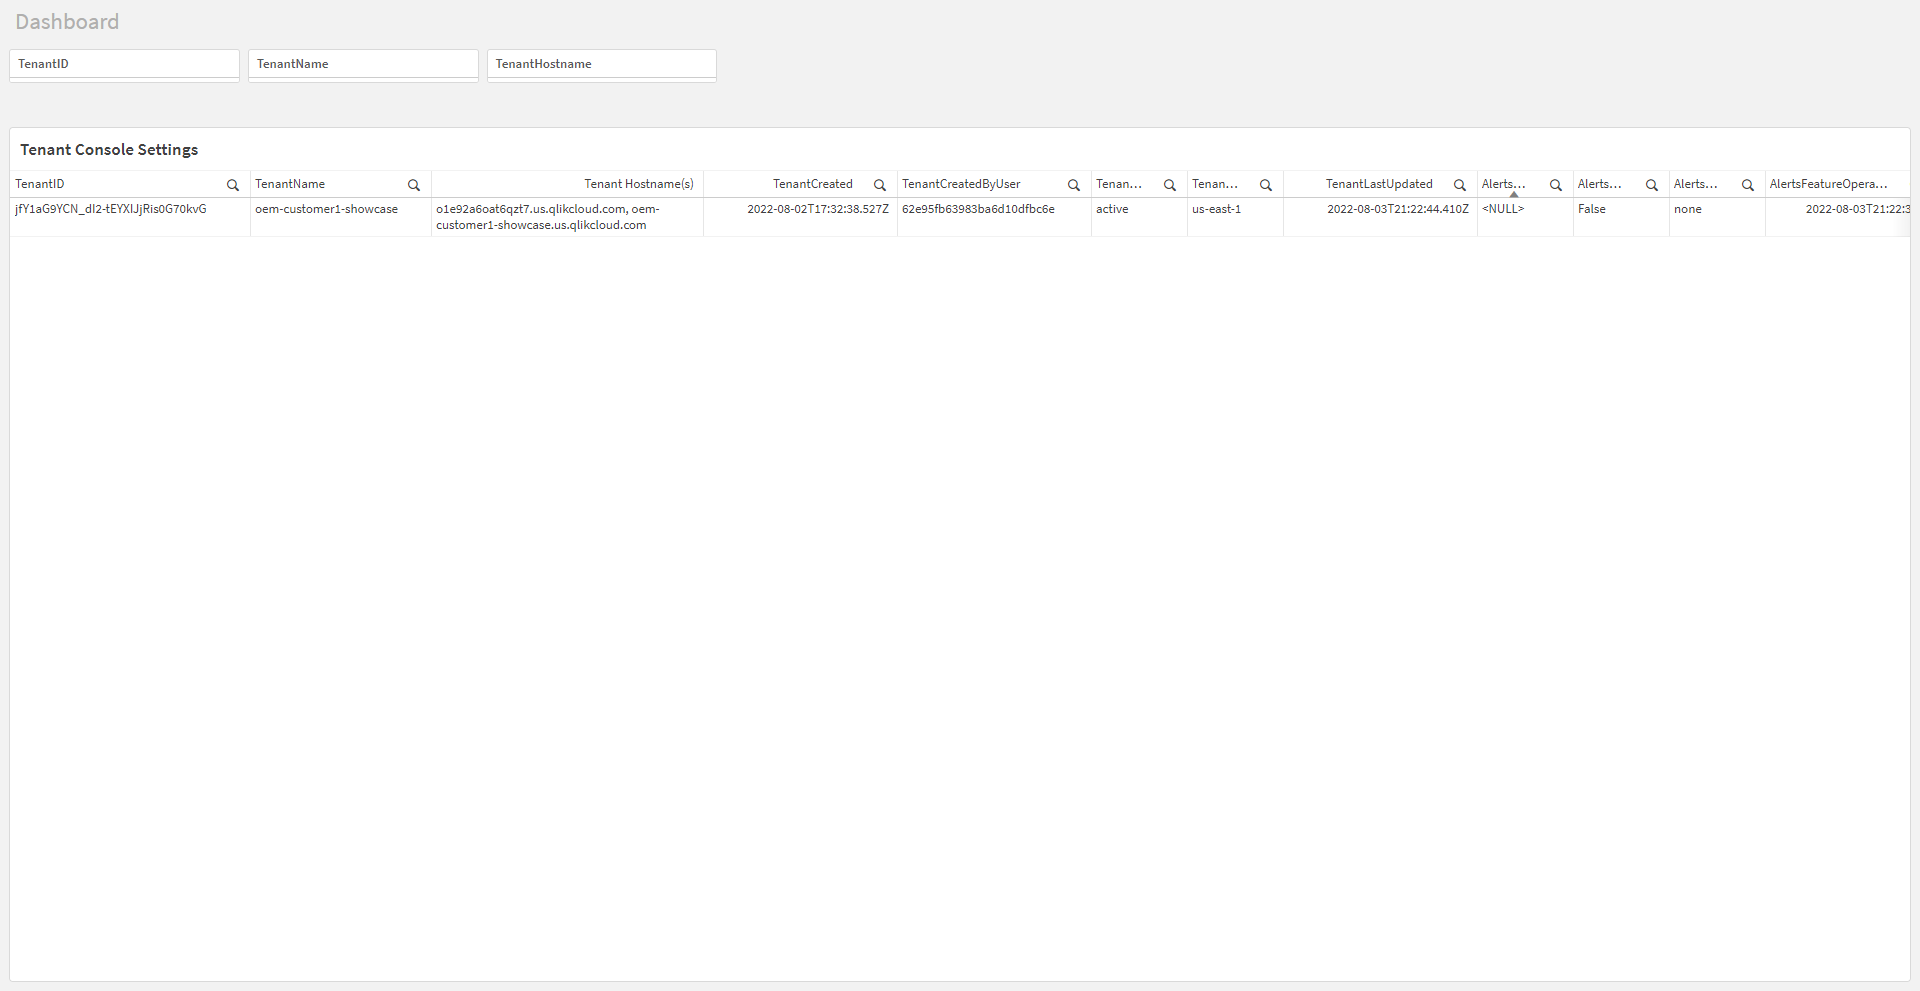 Dashboard
TenantID TenantName TenantHostname
Tenant Console Settings
TenantID TenantName Tenant Hostname(s) TenantCreated TenantCreatedByUser Tenan... Tenan... TenantLastUpdated Alerts... Alerts... Alerts... AlertsFeatureOpera...
jfY1aG9YCN_dI2-tEYXIJjRis0G70kvG oem-customer1-showcase o1e92a6oat6qzt7.us.qlikcloud.com, oem- 2022-08-02T17:32:38.527Z 62e95fb63983ba6d10dfbc6e active us-east-1 2022-08-03T21:22:44.410Z <NULL> False none 2022-08-03T21:22:3
customer1-showcase.us.qlikcloud.com